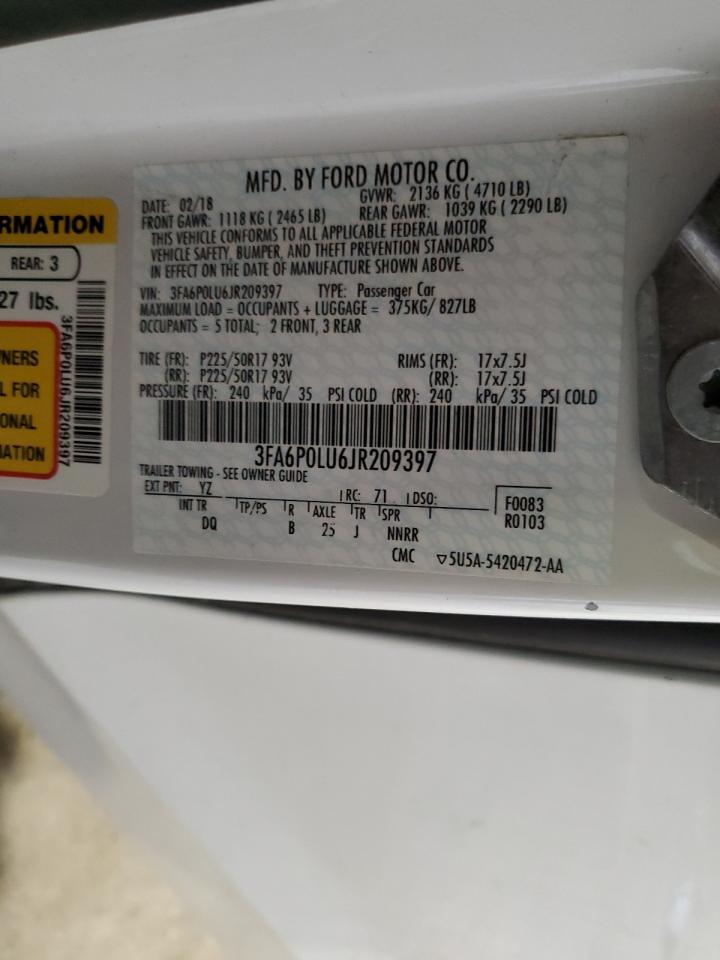 RMATION
REAR: 3
27 lbs.
NERS
L FOR
ONAL
ATION
3FA6P0LU6JR209397
MFD. BY FORD MOTOR CO.
DATE: 02/18 GVWR: 2136 KG ( 4710 LB)
FRONT GAWR: 1118 KG ( 2465 LB) REAR GAWR: 1039 KG ( 2290 LB)
THIS VEHICLE CONFORMS TO ALL APPLICABLE FEDERAL MOTOR
VEHICLE SAFETY, BUMPER, AND THEFT PREVENTION STANDARDS
IN EFFECT ON THE DATE OF MANUFACTURE SHOWN ABOVE.
VIN: 3FA6P0LU6JR209397 TYPE: Passenger Car
MAXIMUM LOAD = OCCUPANTS + LUGGAGE = 375KG/ 827LB
OCCUPANTS = 5 TOTAL; 2 FRONT, 3 REAR
TIRE (FR): P225/50R17 93V RIMS (FR): 17x7.5J
(RR): P225/50R17 93V (RR): 17x7.5J
PRESSURE (FR): 240 kPa/ 35 PSI COLD (RR): 240 kPa/ 35 PSI COLD
3FA6P0LU6JR209397
TRAILER TOWING - SEE OWNER GUIDE
EXT PNT: YZ RC: 71 DSO: F0083
INT TR TP/PS R AXLE TR SPR R0103
DQ B 25 J NNRR
CMC ▽5U5A-5420472-AA